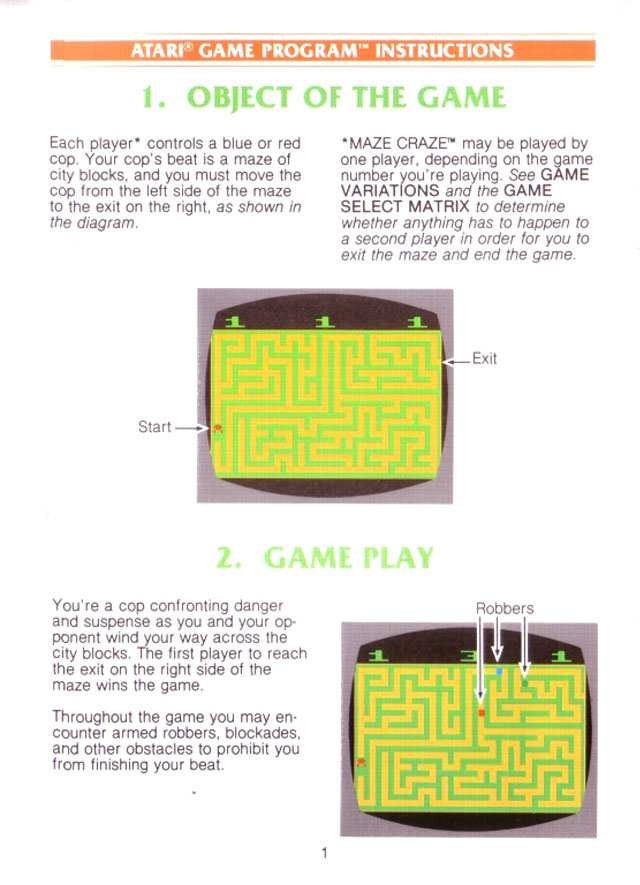 ATARI® GAME PROGRAM™ INSTRUCTIONS
1. OBJECT OF THE GAME
Each player* controls a blue or red
cop. Your cop's beat is a maze of
city blocks, and you must move the
cop from the left side of the maze
to the exit on the right, as shown in
the diagram.
*MAZE CRAZE™ may be played by
one player, depending on the game
number you're playing. See GAME
VARIATIONS and the GAME
SELECT MATRIX to determine
whether anything has to happen to
a second player in order for you to
exit the maze and end the game.
Exit
Start
2. GAME PLAY
You're a cop confronting danger
and suspense as you and your op-
ponent wind your way across the
city blocks. The first player to reach
the exit on the right side of the
maze wins the game.
Throughout the game you may en-
counter armed robbers, blockades,
and other obstacles to prohibit you
from finishing your beat.
Robbers
1